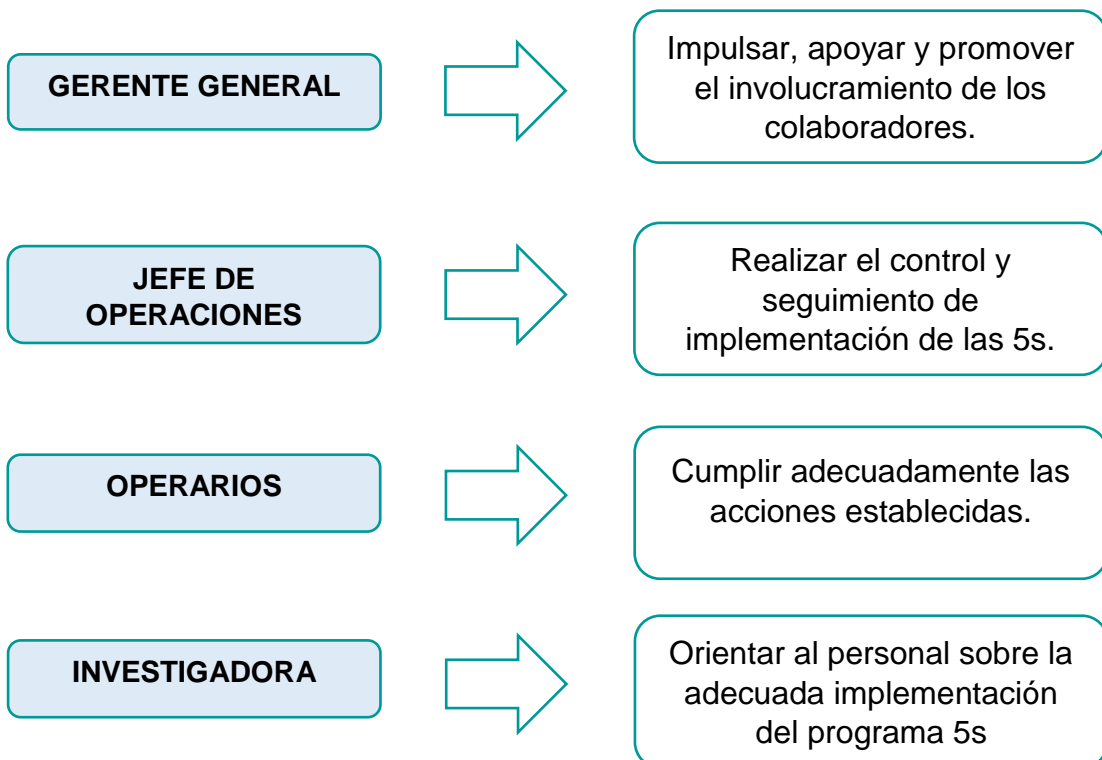 GERENTE GENERAL
Impulsar, apoyar y promover
el involucramiento de los
colaboradores.
JEFE DE
OPERACIONES
Realizar el control y
seguimiento de
implementación de las 5s.
OPERARIOS
Cumplir adecuadamente las
acciones establecidas.
INVESTIGADORA
Orientar al personal sobre la
adecuada implementación
del programa 5s